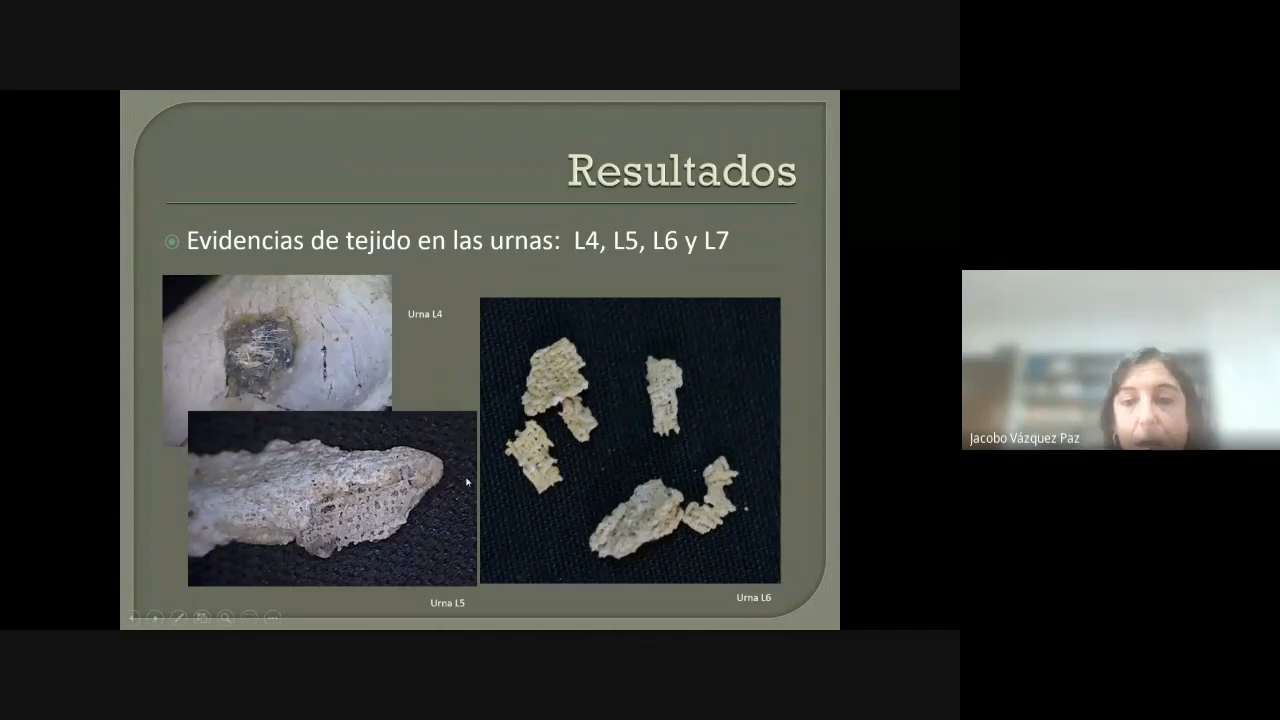 Resultados
Evidencias de tejido en las urnas: L4, L5, L6 y L7
Urna L4
Urna L5
Urna L6
Jacobo Vázquez Paz